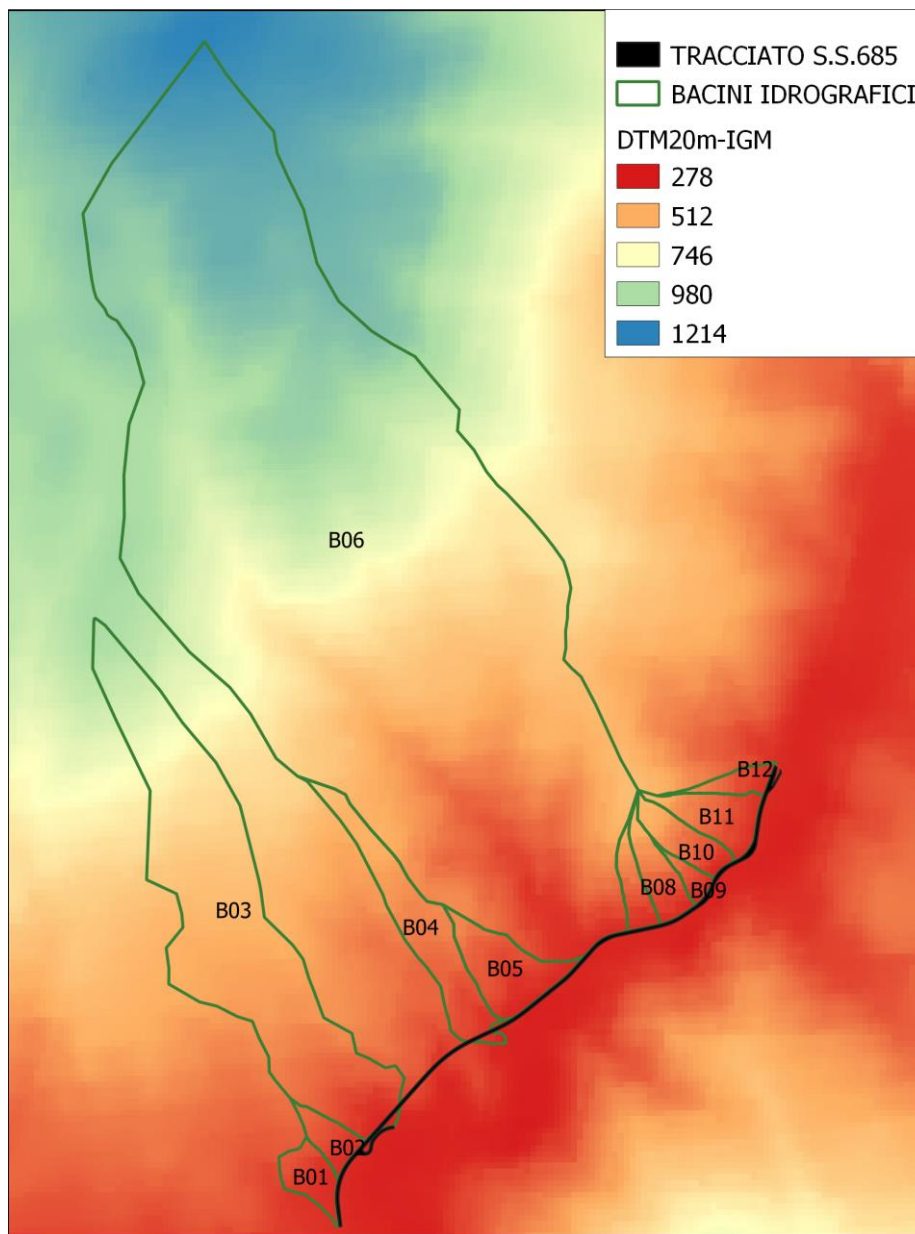 TRACCIATO S.S.685
BACINI IDROGRAFICI
DTM20m-IGM
278
512
746
980
1214
B06
B12
B11
B10
B08
B09
B03
B04
B05
B02
B01